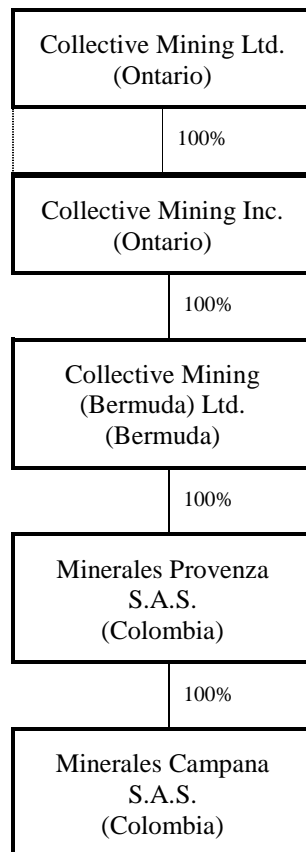 Collective Mining Ltd.
(Ontario)
100%
Collective Mining Inc.
(Ontario)
100%
Collective Mining
(Bermuda) Ltd.
(Bermuda)
100%
Minerales Provenza
S.A.S.
(Colombia)
100%
Minerales Campana
S.A.S.
(Colombia)